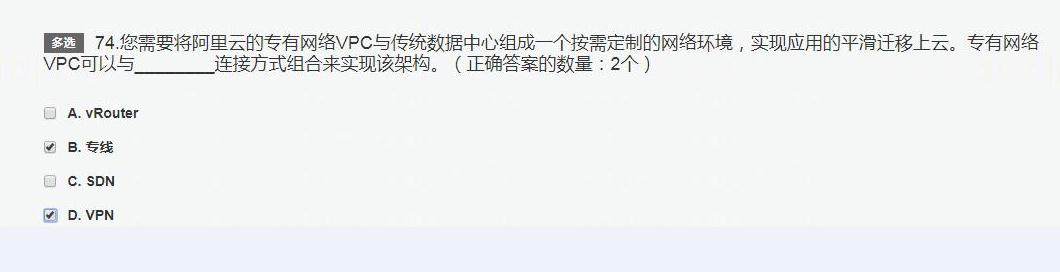 多选 74.您需要将阿里云的专有网络VPC与传统数据中心组成一个按需定制的网络环境，实现应用的平滑迁移上云。专有网络
VPC可以与________连接方式组合来实现该架构。（正确答案的数量：2个）
A. vRouter
B. 专线
C. SDN
D. VPN